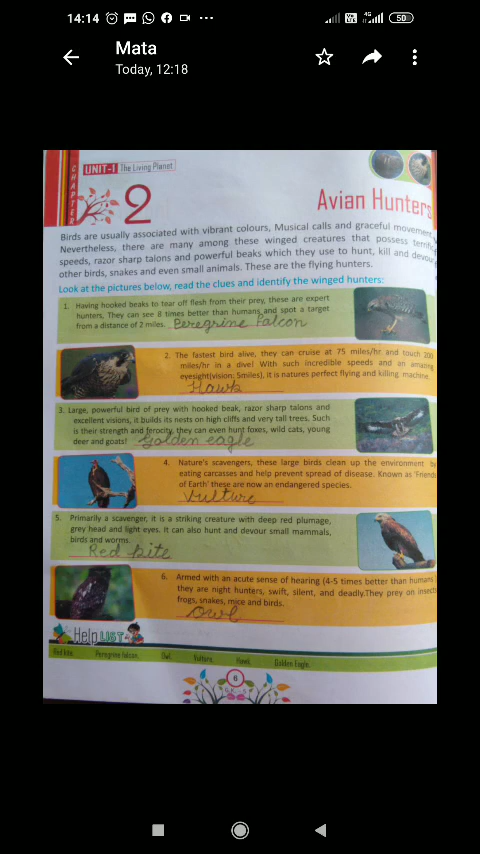 14:14
VoLTE 4G 50
Mata
Today, 12:18
CHAPTER
UNIT-I The Living Planet
2
Avian Hunters
Birds are usually associated with vibrant colours, Musical calls and graceful movement.
Nevertheless, there are many among these winged creatures that possess terrific
speeds, razor sharp talons and powerful beaks which they use to hunt, kill and devour
other birds, snakes and even small animals. These are the flying hunters.
Look at the pictures below, read the clues and identify the winged hunters:
1. Having hooked beaks to tear off flesh from their prey, these are expert
hunters, They can see 8 times better than humans and spot a target
from a distance of 2 miles. Peregrine Falcon
2. The fastest bird alive, they can cruise at 75 miles/hr and touch 200
miles/hr in a dive! With such incredible speeds and an amazing
eyesight(vision: 5miles), it is natures perfect flying and killing machine.
Hawk
3. Large, powerful bird of prey with hooked beak, razor sharp talons and
excellent visions, it builds its nests on high cliffs and very tall trees. Such
is their strength and ferocity, they can even hunt foxes, wild cats, young
deer and goats! Golden eagle
4. Nature's scavengers, these large birds clean up the environment by
eating carcasses and help prevent spread of disease. Known as 'Friends
of Earth' these are now an endangered species.
Vulture
5. Primarily a scavenger, it is a striking creature with deep red plumage,
grey head and light eyes. It can also hunt and devour small mammals,
birds and worms.
Red kite
6. Armed with an acute sense of hearing (4-5 times better than humans)
they are night hunters, swift, silent, and deadly.They prey on insects
frogs, snakes, mice and birds.
Owl
Help LIST
Red kite, Peregrine falcon, Owl, Vulture, Hawk, Golden Eagle
6